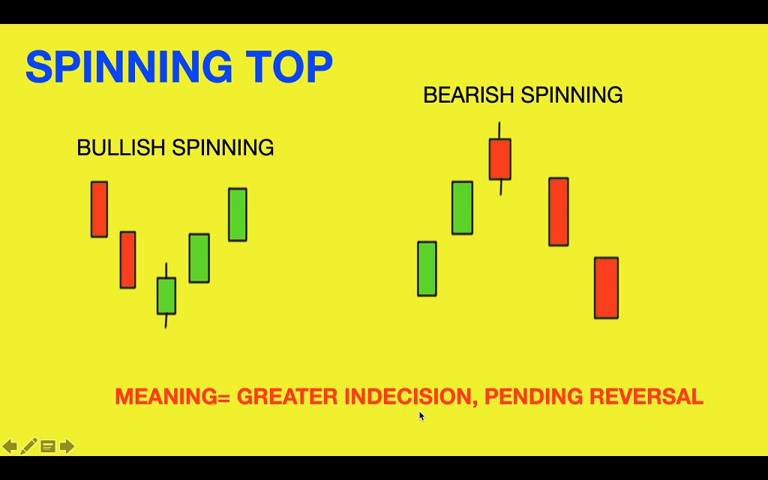 SPINNING TOP
BEARISH SPINNING
BULLISH SPINNING
MEANING= GREATER INDECISION, PENDING REVERSAL